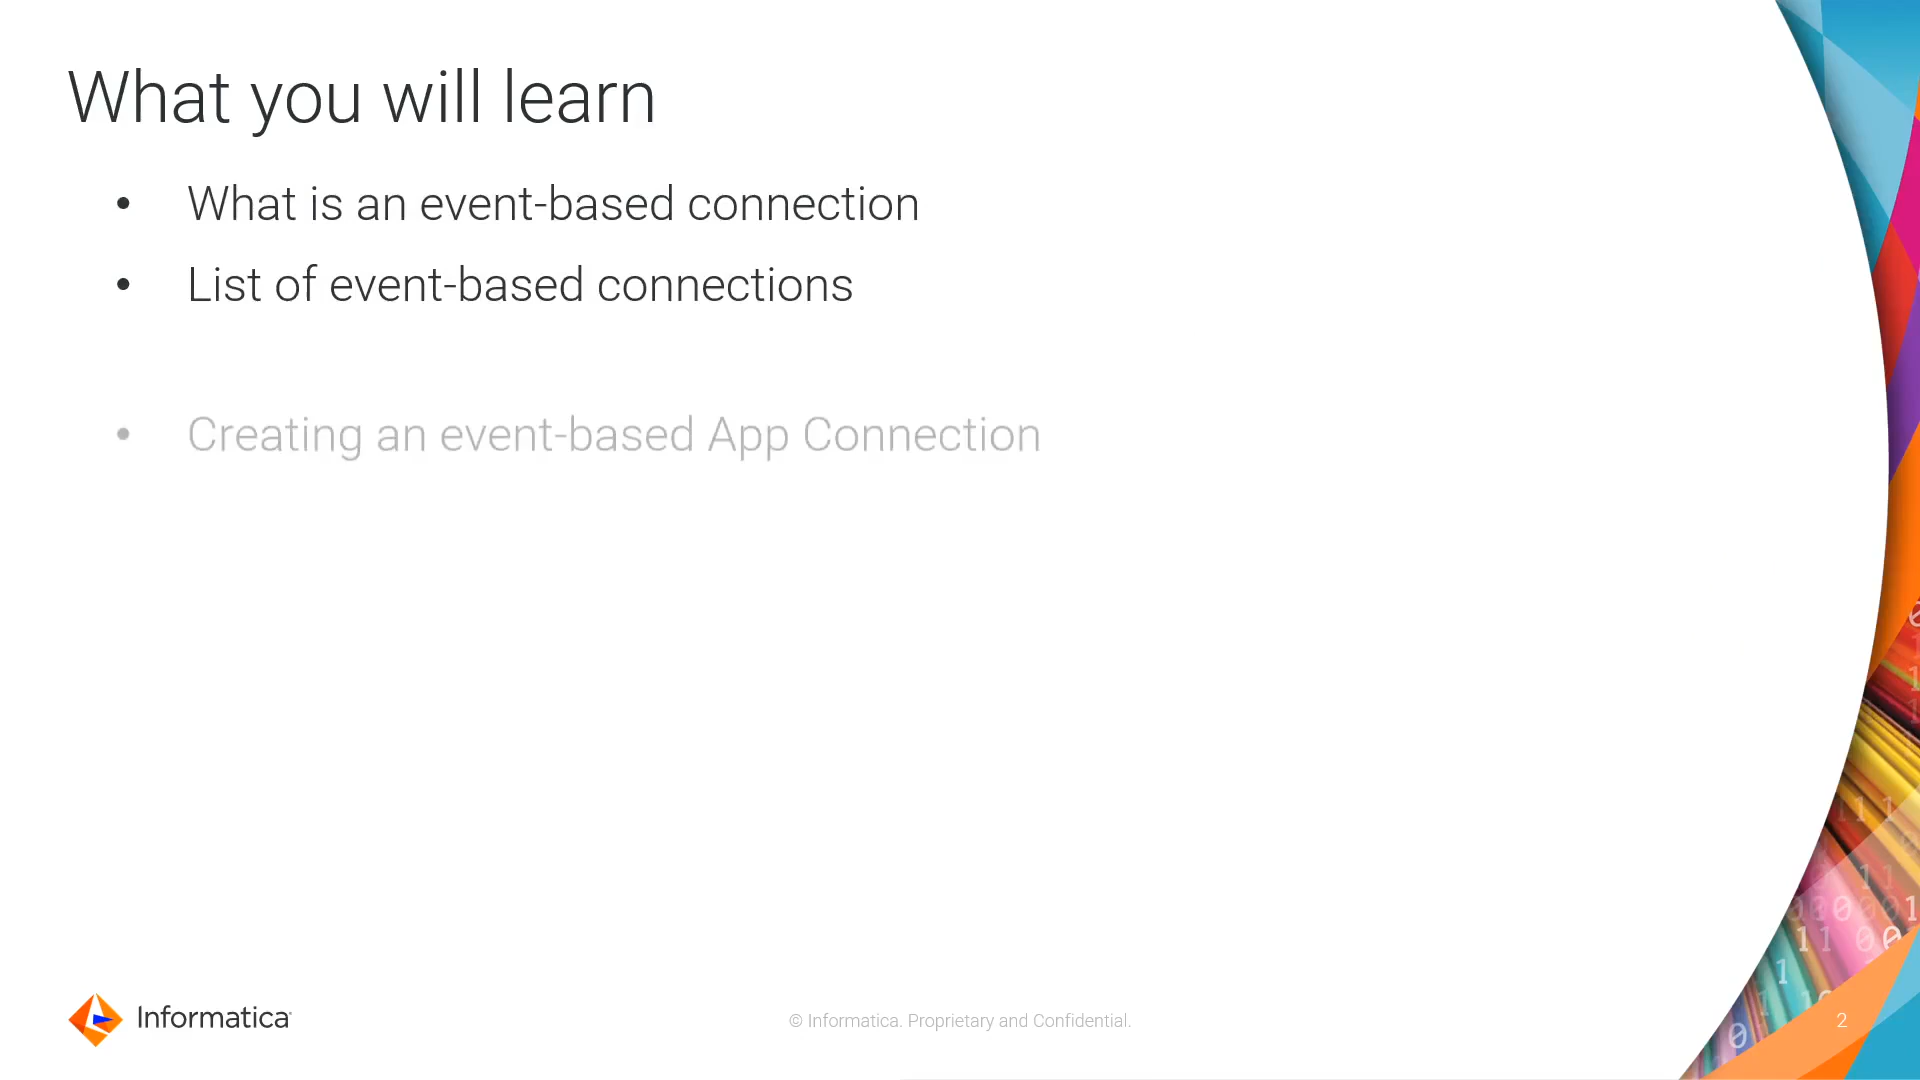 What you will learn
• What is an event-based connection
• List of event-based connections
• Creating an event-based App Connection
Informatica
© Informatica. Proprietary and Confidential.
2